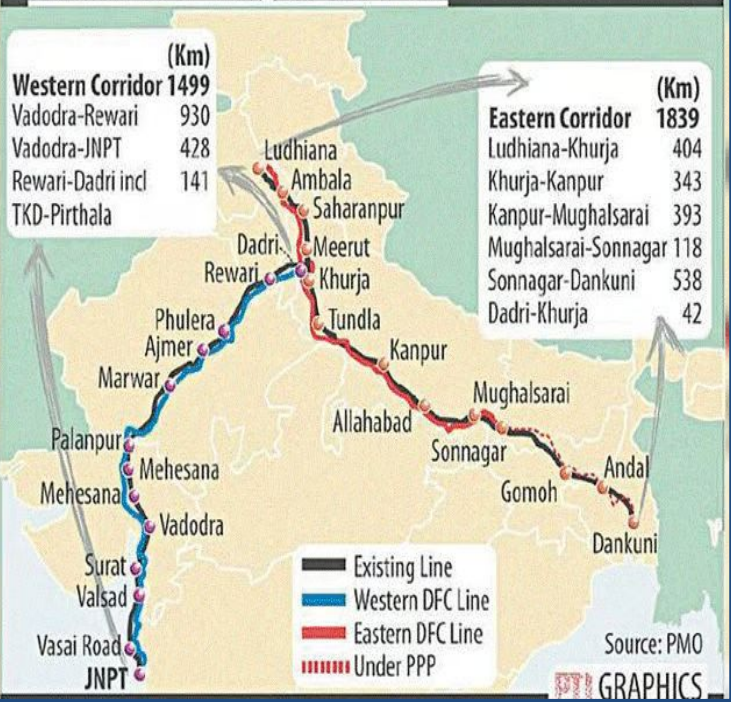 (Km)
Western Corridor 1499
Vadodra-Rewari 930
Vadodra-JNPT 428
Rewari-Dadri incl 141
TKD-Pirthala
(Km)
Eastern Corridor 1839
Ludhiana-Khurja 404
Khurja-Kanpur 343
Kanpur-Mughalsarai 393
Mughalsarai-Sonnagar 118
Sonnagar-Dankuni 538
Dadri-Khurja 42
Ludhiana
Ambala
Saharanpur
Dadri
Meerut
Rewari
Khurja
Phulera
Tundla
Ajmer
Kanpur
Marwar
Mughalsarai
Allahabad
Palanpur
Sonnagar
Mehesana
Andal
Mehesana
Gomoh
Vadodra
Dankuni
Surat
Valsad
Vasai Road
JNPT
Existing Line
Western DFC Line
Eastern DFC Line
Under PPP
Source: PMO
PTI GRAPHICS